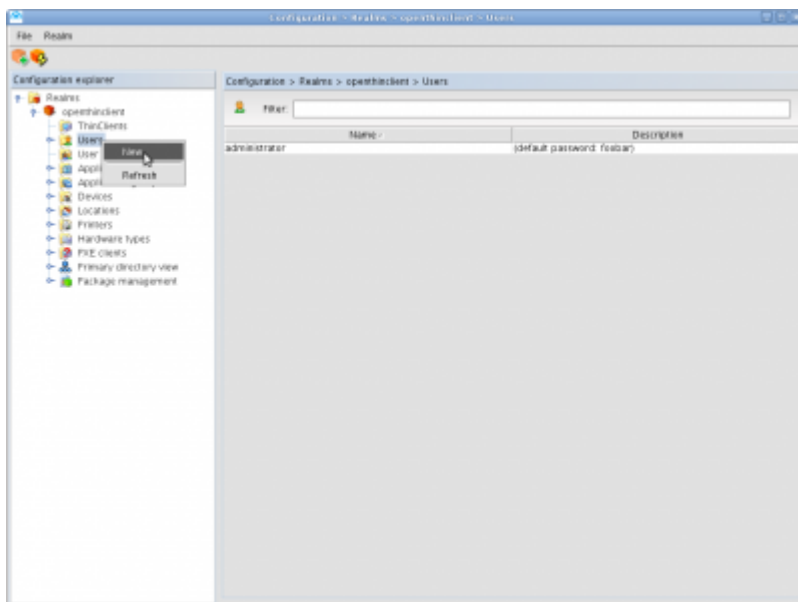 Configuration > Realms > openthinclient > Users
File Realm
Configuration explorer
Realms
openthinclient
ThinClients
Users
User
Appli
Appli
Devices
Locations
Printers
Hardware types
PXE clients
Primary directory view
Package management
New
Refresh
Configuration > Realms > openthinclient > Users
Filter:
Name Description
administrator (default password: foobar)